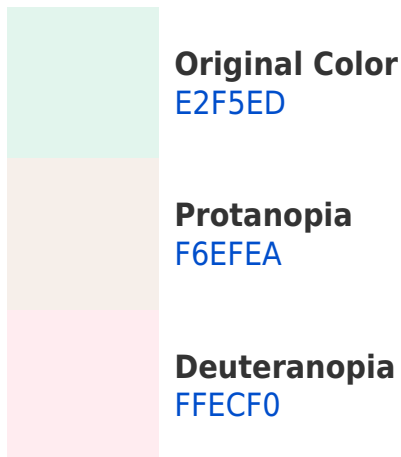 Original Color
E2F5ED
Protanopia
F6EFEA
Deuteranopia
FFECF0